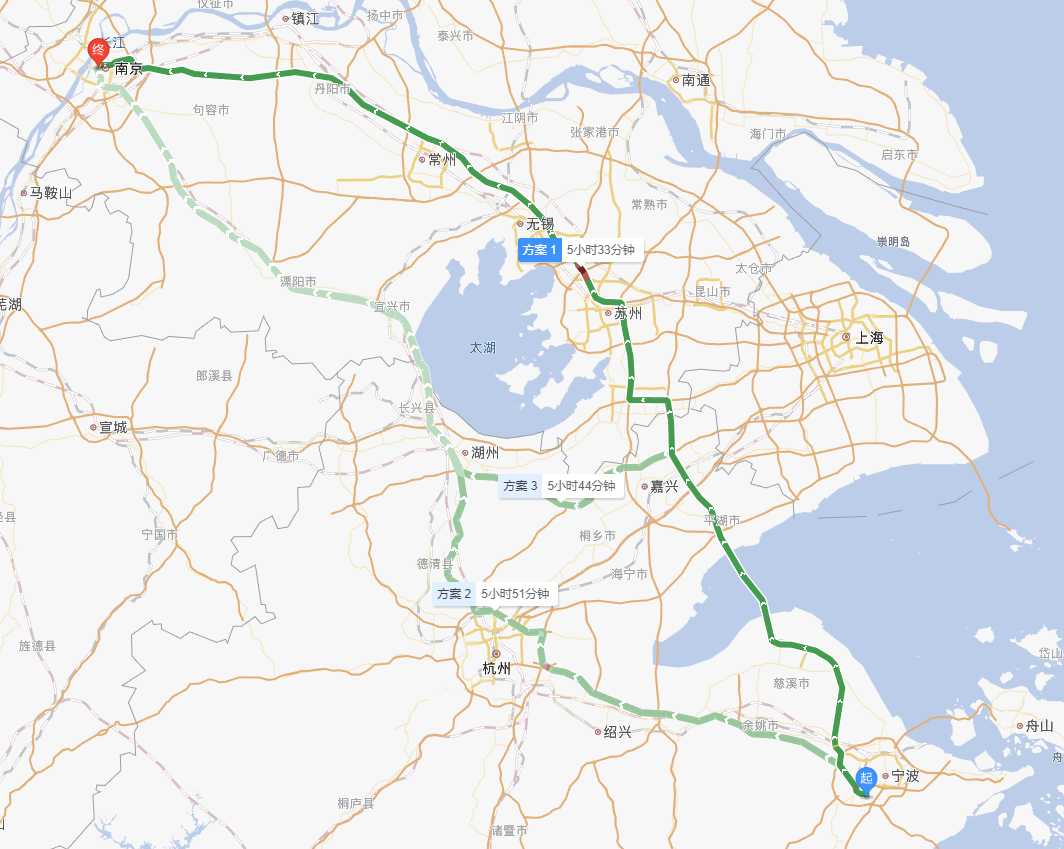 仪征市
扬中市
镇江
泰兴市
长江
终
南京
南通
丹阳市
句容市
江阴市
张家港市
海门市
启东市
常州
马鞍山
常熟市
无锡
崇明岛
方案 1 5小时33分钟
太仓市
溧阳市
昆山市
宜兴市
芜湖
苏州
上海
太湖
郎溪县
长兴县
宣城
湖州
广德市
方案 3 5小时44分钟
嘉兴
泾县
平湖市
宁国市
桐乡市
德清县
海宁市
方案 2 5小时51分钟
旌德县
岱山
杭州
慈溪市
余姚市
舟山
绍兴
舟
起
宁波
桐庐县
山
诸暨市